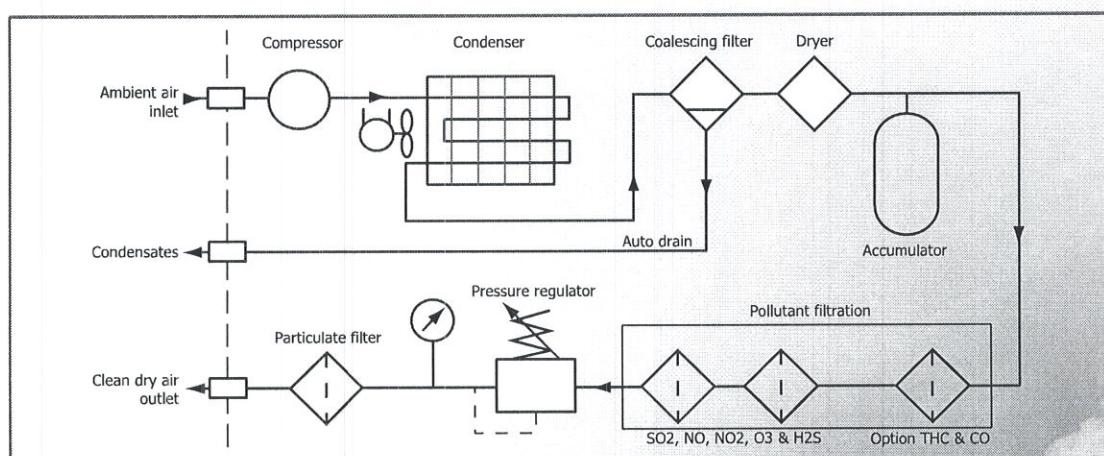 Compressor
Condenser
Coalescing filter
Dryer
Ambient air
inlet
Condensates
Auto drain
Accumulator
Pressure regulator
Pollutant filtration
Particulate filter
Clean dry air
outlet
SO2, NO, NO2, O3 & H2S
Option THC & CO